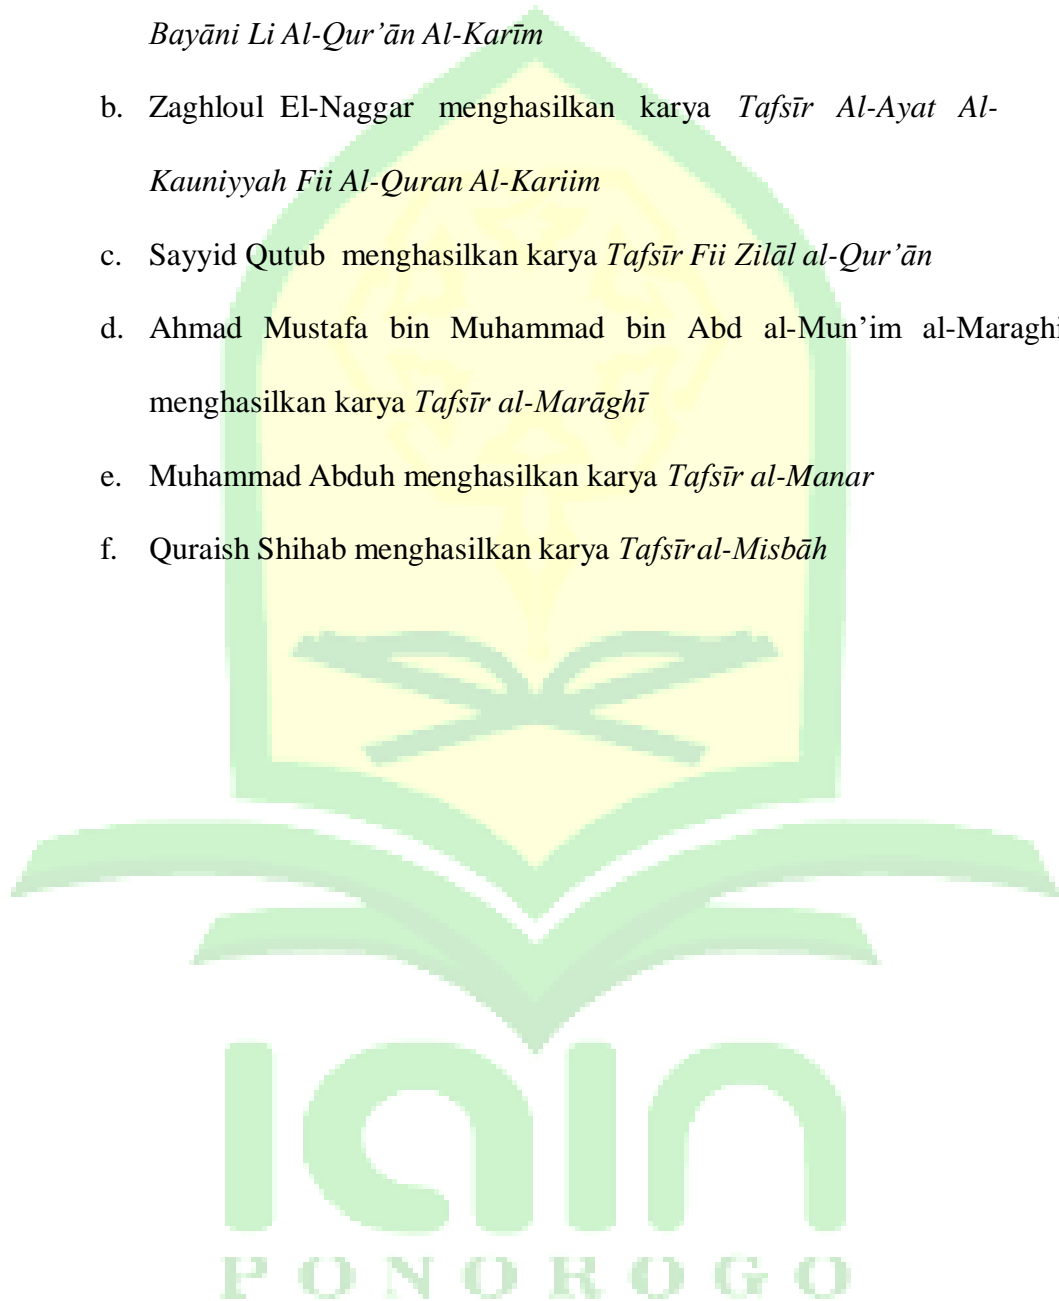 Bayāni Li Al-Qur’ān Al-Karīm
b. Zaghloul El-Naggar menghasilkan karya Tafsīr Al-Ayat Al-
Kauniyyah Fii Al-Quran Al-Kariim
c. Sayyid Qutub menghasilkan karya Tafsīr Fii Zilāl al-Qur’ān
d. Ahmad Mustafa bin Muhammad bin Abd al-Mun’im al-Maraghi
menghasilkan karya Tafsīr al-Marāghī
e. Muhammad Abduh menghasilkan karya Tafsīr al-Manar
f. Quraish Shihab menghasilkan karya Tafsīr al-Misbāh
iain
PONOROGO